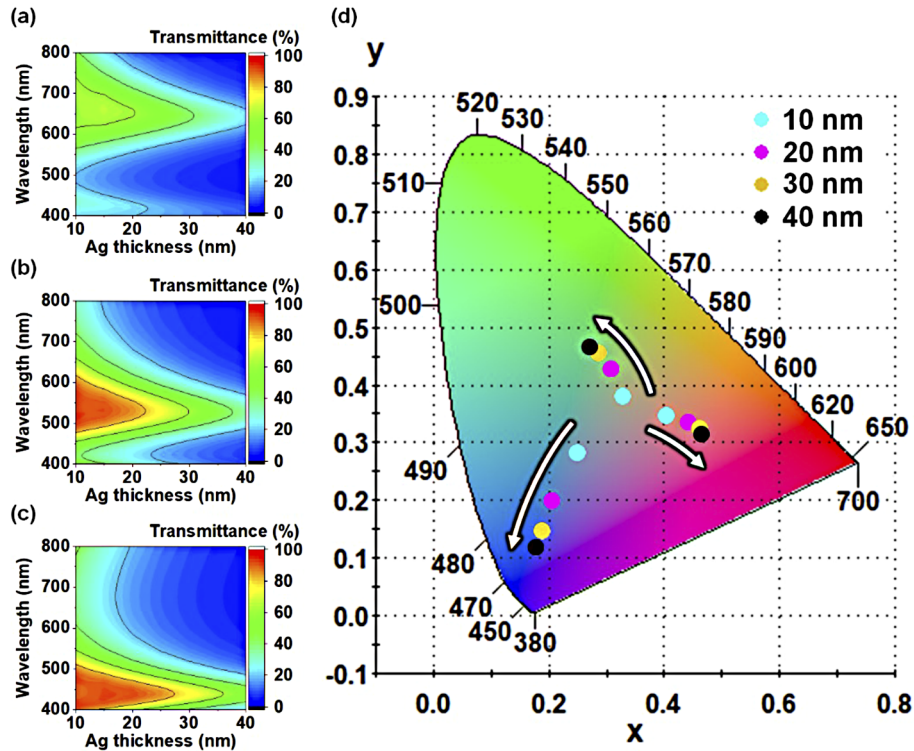 (a)
Transmittance (%)
800
700
600
500
400
Wavelength (nm)
10 20 30 40
Ag thickness (nm)
100
80
60
40
20
0
(b)
Transmittance (%)
800
700
600
500
400
Wavelength (nm)
10 20 30 40
Ag thickness (nm)
100
80
60
40
20
0
(c)
Transmittance (%)
800
700
600
500
400
Wavelength (nm)
10 20 30 40
Ag thickness (nm)
100
80
60
40
20
0
(d)
y
0.9
0.8
0.7
0.6
0.5
0.4
0.3
0.2
0.1
0.0
-0.1
0.0 0.2 0.4 0.6 0.8
x
10 nm
20 nm
30 nm
40 nm
520
530
540
550
560
570
580
590
600
620
650
700
510
500
490
480
470
450
380